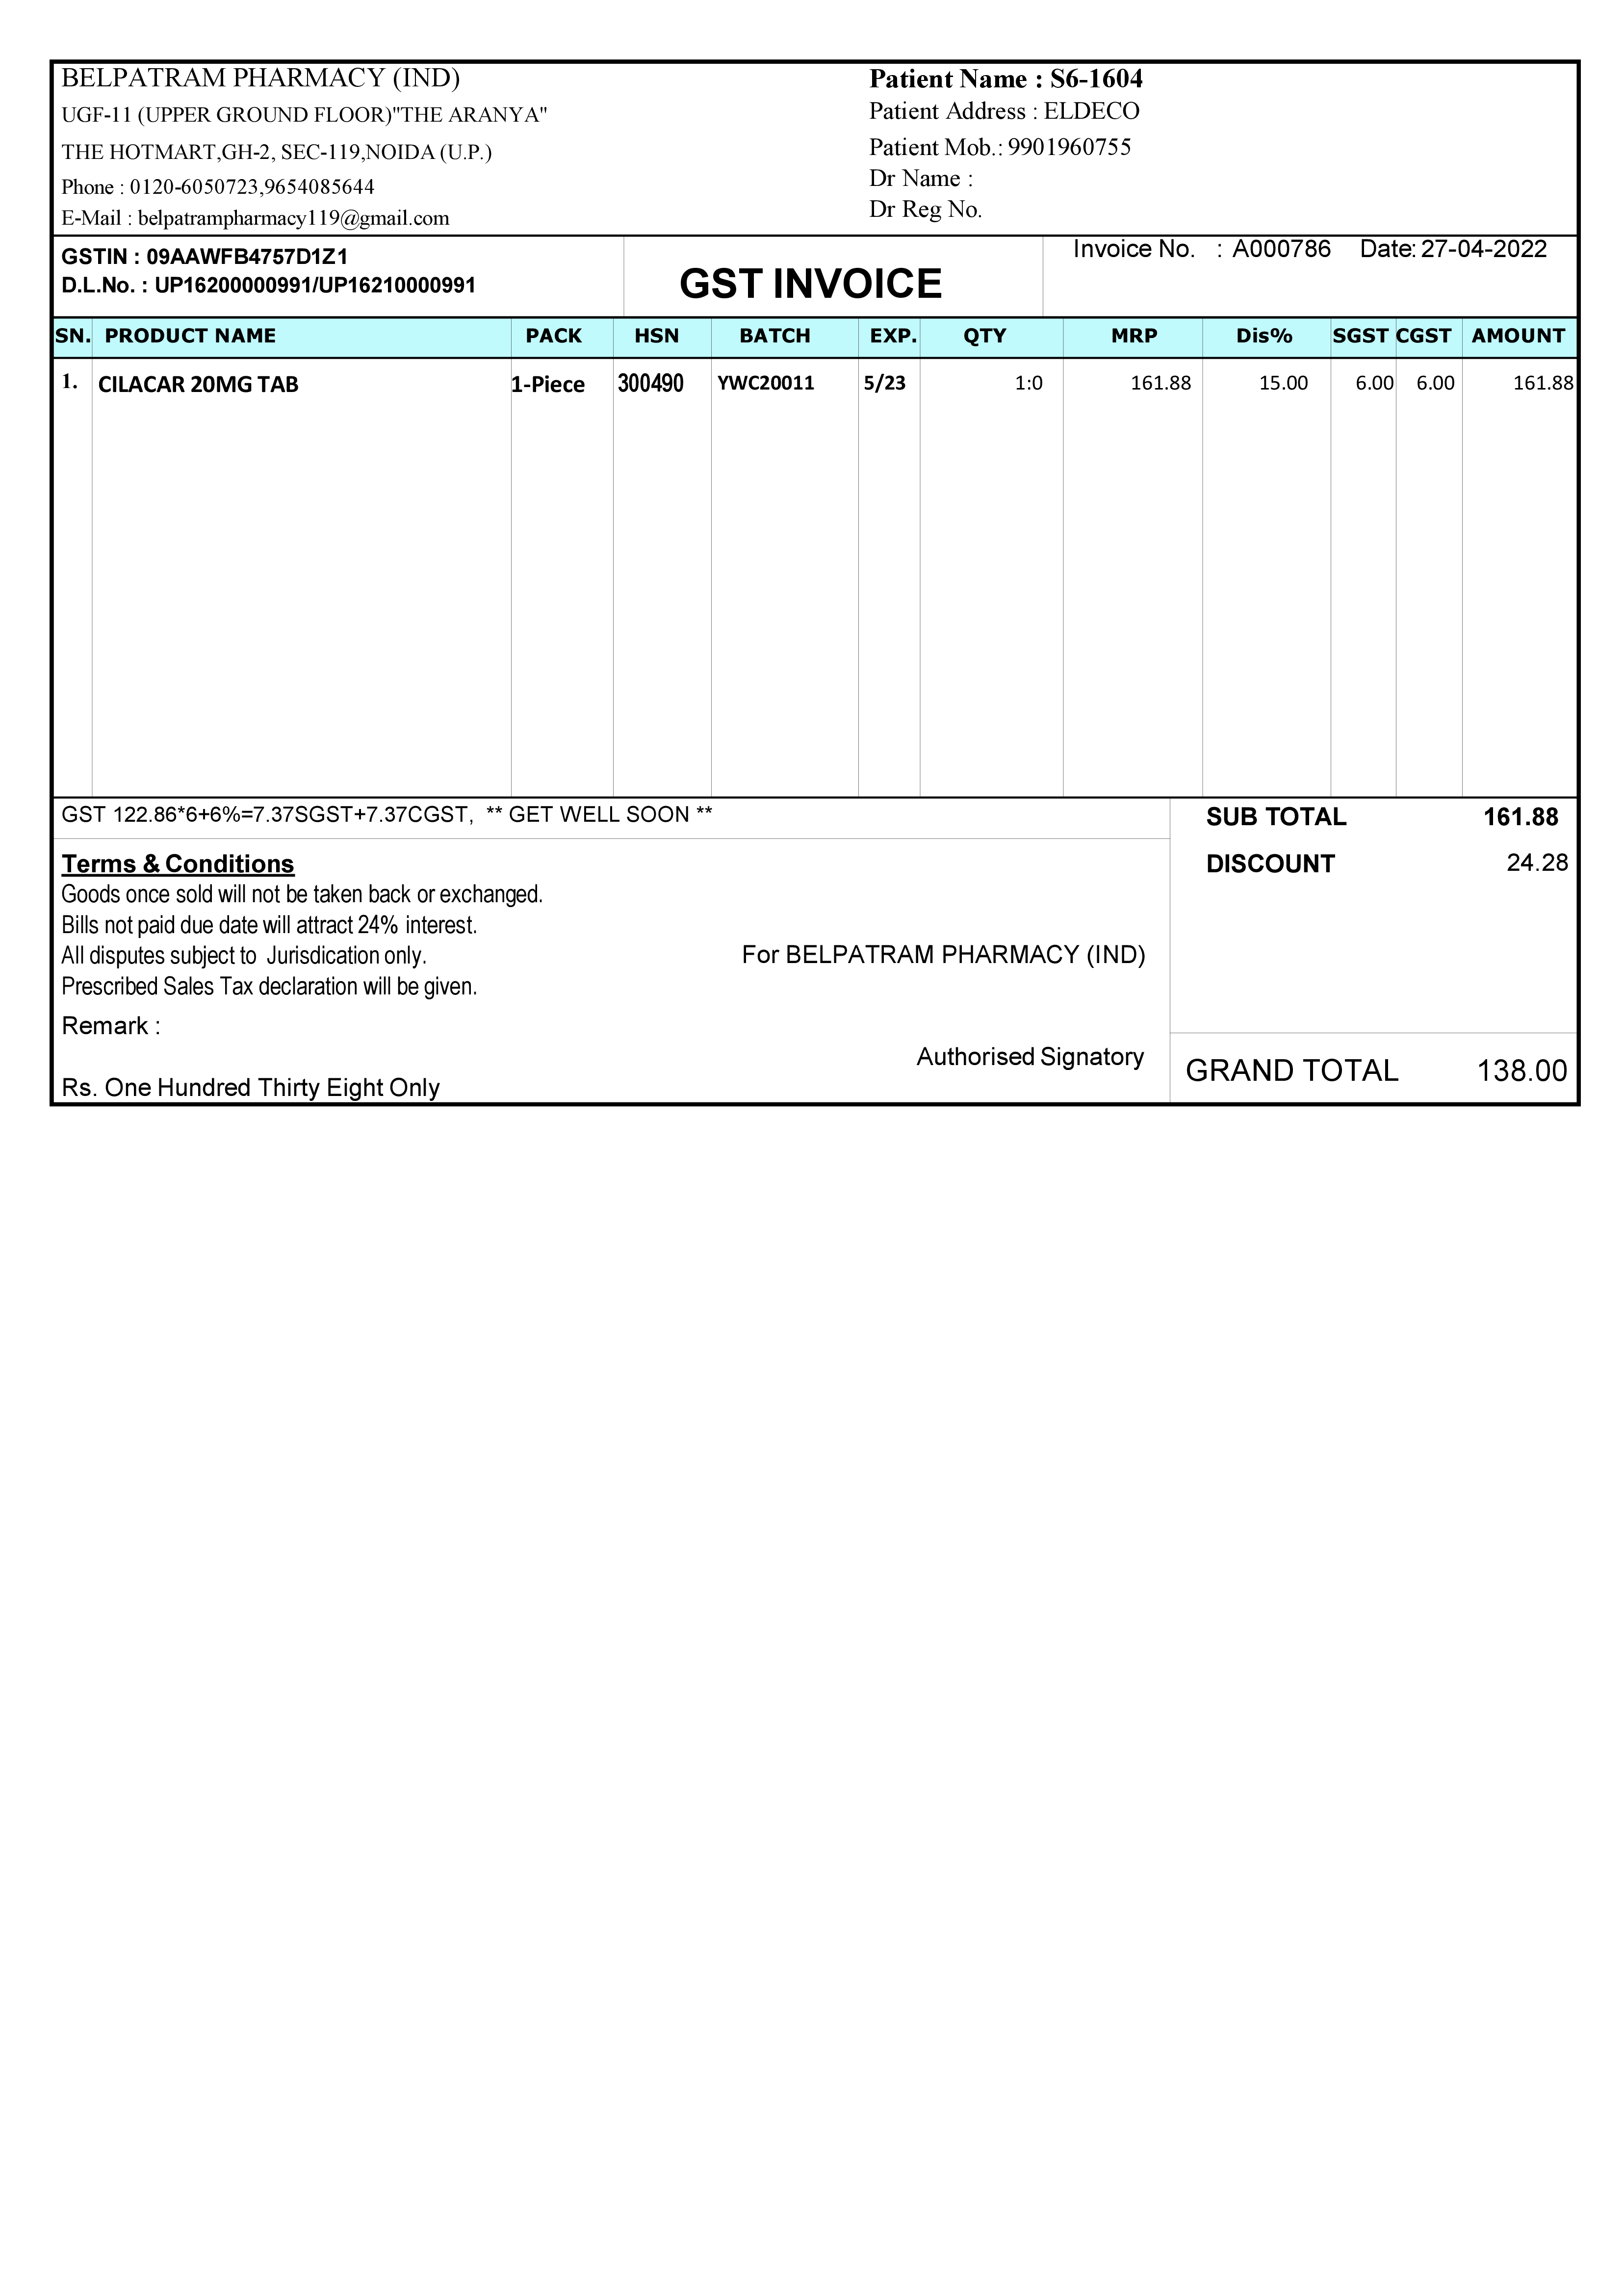 BELPATRAM PHARMACY (IND)
UGF-11 (UPPER GROUND FLOOR)"THE ARANYA"
THE HOTMART,GH-2, SEC-119,NOIDA (U.P.)
Phone : 0120-6050723,9654085644
E-Mail : belpatrampharmacy119@gmail.com
Patient Name : S6-1604
Patient Address : ELDECO
Patient Mob.: 9901960755
Dr Name :
Dr Reg No.
GSTIN : 09AAWFB4757D1Z1
D.L.No. : UP16200000991/UP16210000991
GST INVOICE
Invoice No. : A000786 Date: 27-04-2022
SN. PRODUCT NAME PACK HSN BATCH EXP. QTY MRP Dis% SGST CGST AMOUNT
1. CILACAR 20MG TAB 1-Piece 300490 YWC20011 5/23 1:0 161.88 15.00 6.00 6.00 161.88
GST 122.86*6+6%=7.37SGST+7.37CGST, ** GET WELL SOON **
SUB TOTAL 161.88
DISCOUNT 24.28
Terms & Conditions
Goods once sold will not be taken back or exchanged.
Bills not paid due date will attract 24% interest.
All disputes subject to Jurisdication only.
Prescribed Sales Tax declaration will be given.
For BELPATRAM PHARMACY (IND)
Remark :
Authorised Signatory
GRAND TOTAL 138.00
Rs. One Hundred Thirty Eight Only